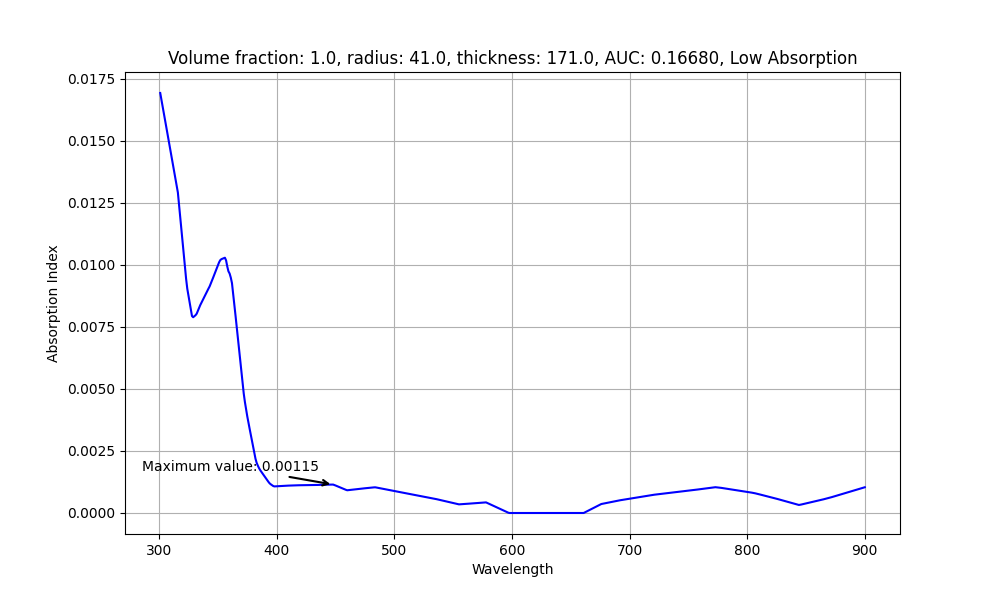 Volume fraction: 1.0, radius: 41.0, thickness: 171.0, AUC: 0.16680, Low Absorption
0.0175
0.0150
0.0125
0.0100
0.0075
0.0050
0.0025
0.0000
Absorption Index
Maximum value: 0.00115
300 400 500 600 700 800 900
Wavelength